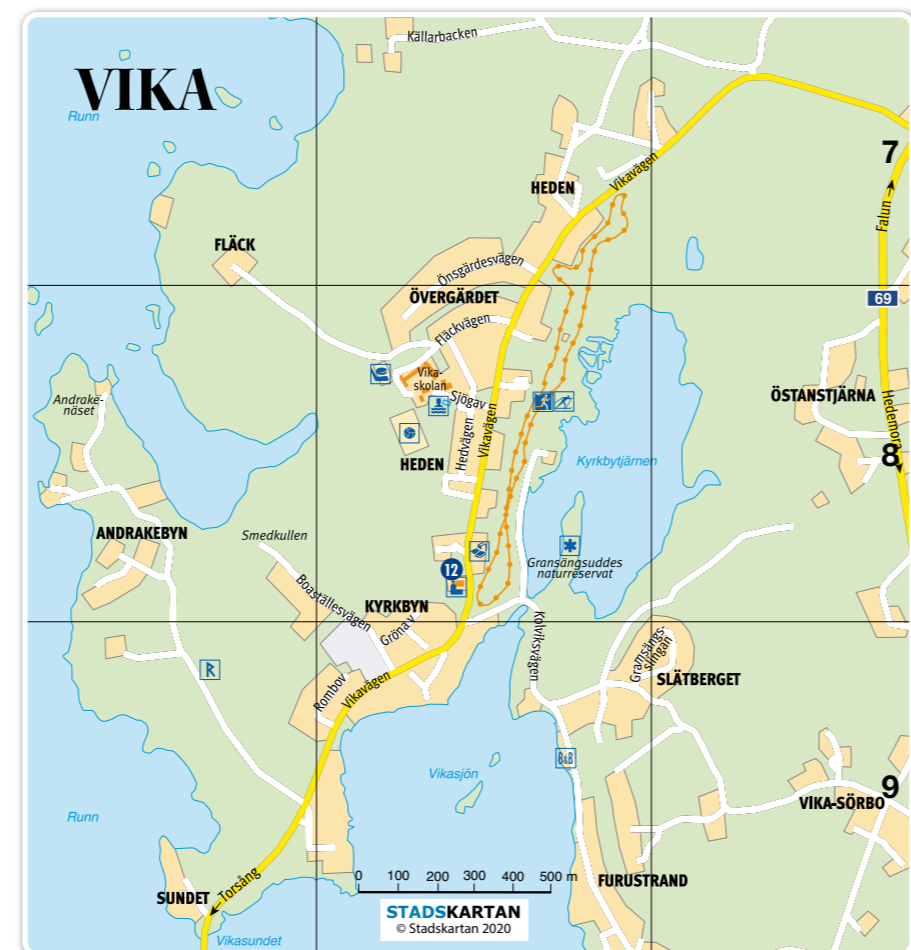 Källarbacken
VIKA
Runn
7
Vikavägen
HEDEN
Falun
FLÄCK
Önsgärdesvägen
ÖVERGÄRDET
69
Fläckvägen
Vika-
skolan
Sjögav
Andrake-
näset
ÖSTANSTJÄRNA
Hedemora
Hedvägen
Vikavägen
8
HEDEN
Kyrkbytjärnen
ANDRAKEBYN
Smedkullen
Gransängsuddes
naturreservat
12
Boaställesvägen
KYRKBYN
Gröna v
Kolviksvägen
Gramsängs-
slingan
R
SLÄTBERGET
Rombov
Vikavägen
B&B
Vikasjön
9
VIKA-SÖRBO
Runn
0 100 200 300 400 500 m
FURUSTRAND
Torsång
SUNDET
STADSKARTAN
© Stadskartan 2020
Vikasundet